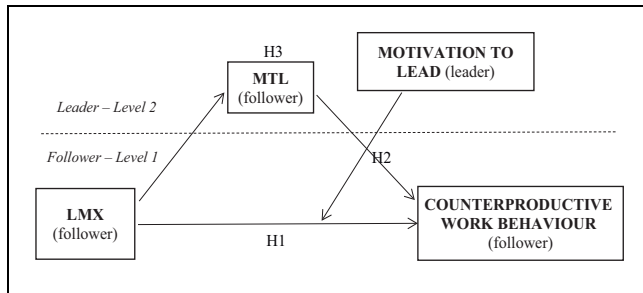 H3
MTL
(follower)
MOTIVATION TO
LEAD (leader)
Leader – Level 2
Follower – Level 1
H2
LMX
(follower)
H1
COUNTERPRODUCTIVE
WORK BEHAVIOUR
(follower)